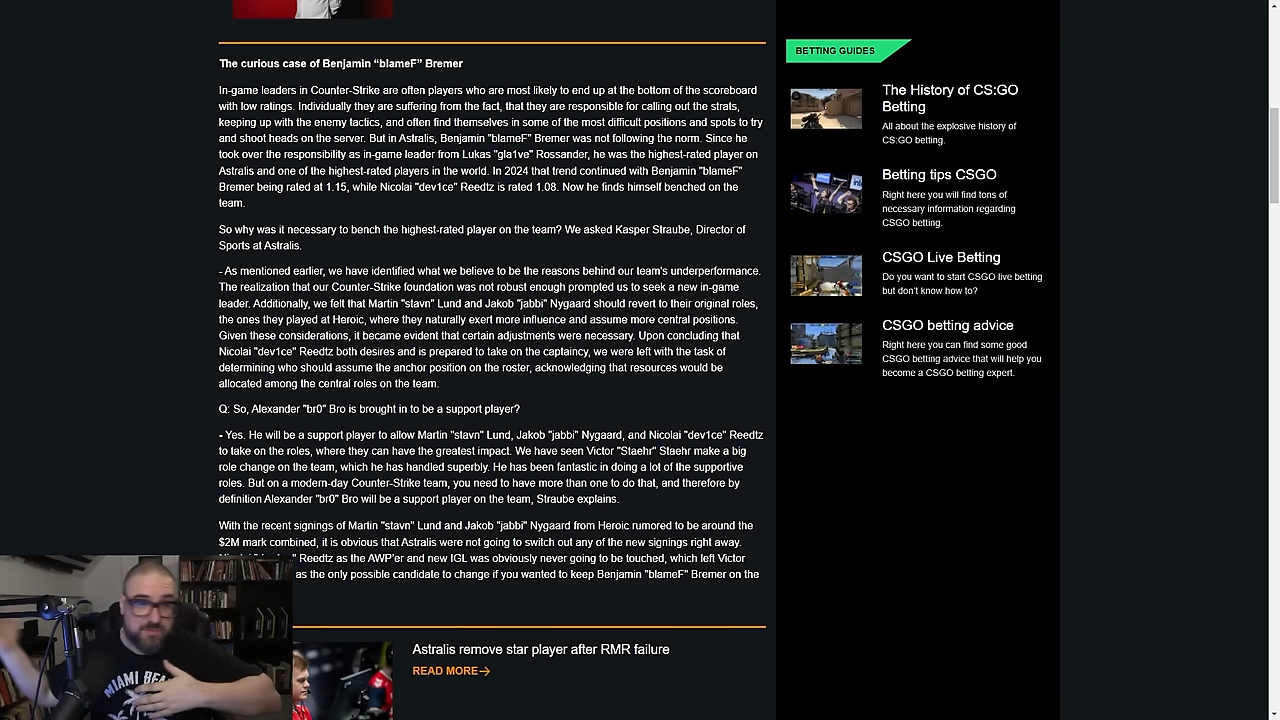 The curious case of Benjamin “blameF” Bremer
In-game leaders in Counter-Strike are often players who are most likely to end up at the bottom of the scoreboard
with low ratings. Individually they are suffering from the fact, that they are responsible for calling out the strats,
keeping up with the enemy tactics, and often find themselves in some of the most difficult positions and spots to try
and shoot heads on the server. But in Astralis, Benjamin "blameF" Bremer was not following the norm. Since he
took over the responsibility as in-game leader from Lukas "gla1ve" Rossander, he was the highest-rated player on
Astralis and one of the highest-rated players in the world. In 2024 that trend continued with Benjamin "blameF"
Bremer being rated at 1.15, while Nicolai "dev1ce" Reedtz is rated 1.08. Now he finds himself benched on the
team.
So why was it necessary to bench the highest-rated player on the team? We asked Kasper Straube, Director of
Sports at Astralis.
- As mentioned earlier, we have identified what we believe to be the reasons behind our team's underperformance.
The realization that our Counter-Strike foundation was not robust enough prompted us to seek a new in-game
leader. Additionally, we felt that Martin "stavn" Lund and Jakob "jabbi" Nygaard should revert to their original roles,
the ones they played at Heroic, where they naturally exert more influence and assume more central positions.
Given these considerations, it became evident that certain adjustments were necessary. Upon concluding that
Nicolai "dev1ce" Reedtz both desires and is prepared to take on the captaincy, we were left with the task of
determining who should assume the anchor position on the roster, acknowledging that resources would be
allocated among the central roles on the team.
Q: So, Alexander "br0" Bro is brought in to be a support player?
- Yes. He will be a support player to allow Martin "stavn" Lund, Jakob "jabbi" Nygaard, and Nicolai "dev1ce" Reedtz
to take on the roles, where they can have the greatest impact. We have seen Victor "Staehr" Staehr make a big
role change on the team, which he has handled superbly. He has been fantastic in doing a lot of the supportive
roles. But on a modern-day Counter-Strike team, you need to have more than one to do that, and therefore by
definition Alexander "br0" Bro will be a support player on the team, Straube explains.
With the recent signings of Martin "stavn" Lund and Jakob "jabbi" Nygaard from Heroic rumored to be around the
$2M mark combined, it is obvious that Astralis were not going to switch out any of the new signings right away.
Reedtz as the AWP'er and new IGL was obviously never going to be touched, which left Victor
as the only possible candidate to change if you wanted to keep Benjamin "blameF" Bremer on the
Astralis remove star player after RMR failure
READ MORE→
BETTING GUIDES
The History of CS:GO
Betting
All about the explosive history of
CS:GO betting.
Betting tips CSGO
Right here you will find tons of
necessary information regarding
CSGO betting.
CSGO Live Betting
Do you want to start CSGO live betting
but don't know how to?
CSGO betting advice
Right here you can find some good
CSGO betting advice that will help you
become a CSGO betting expert.
MIAMI